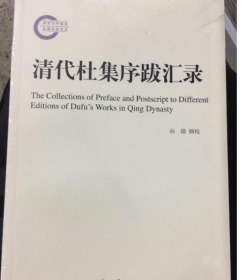 清代杜集序跋汇录
The Collections of Preface and Postscript to Different
Editions of Dufu's Works in Qing Dynasty
孙微 辑校